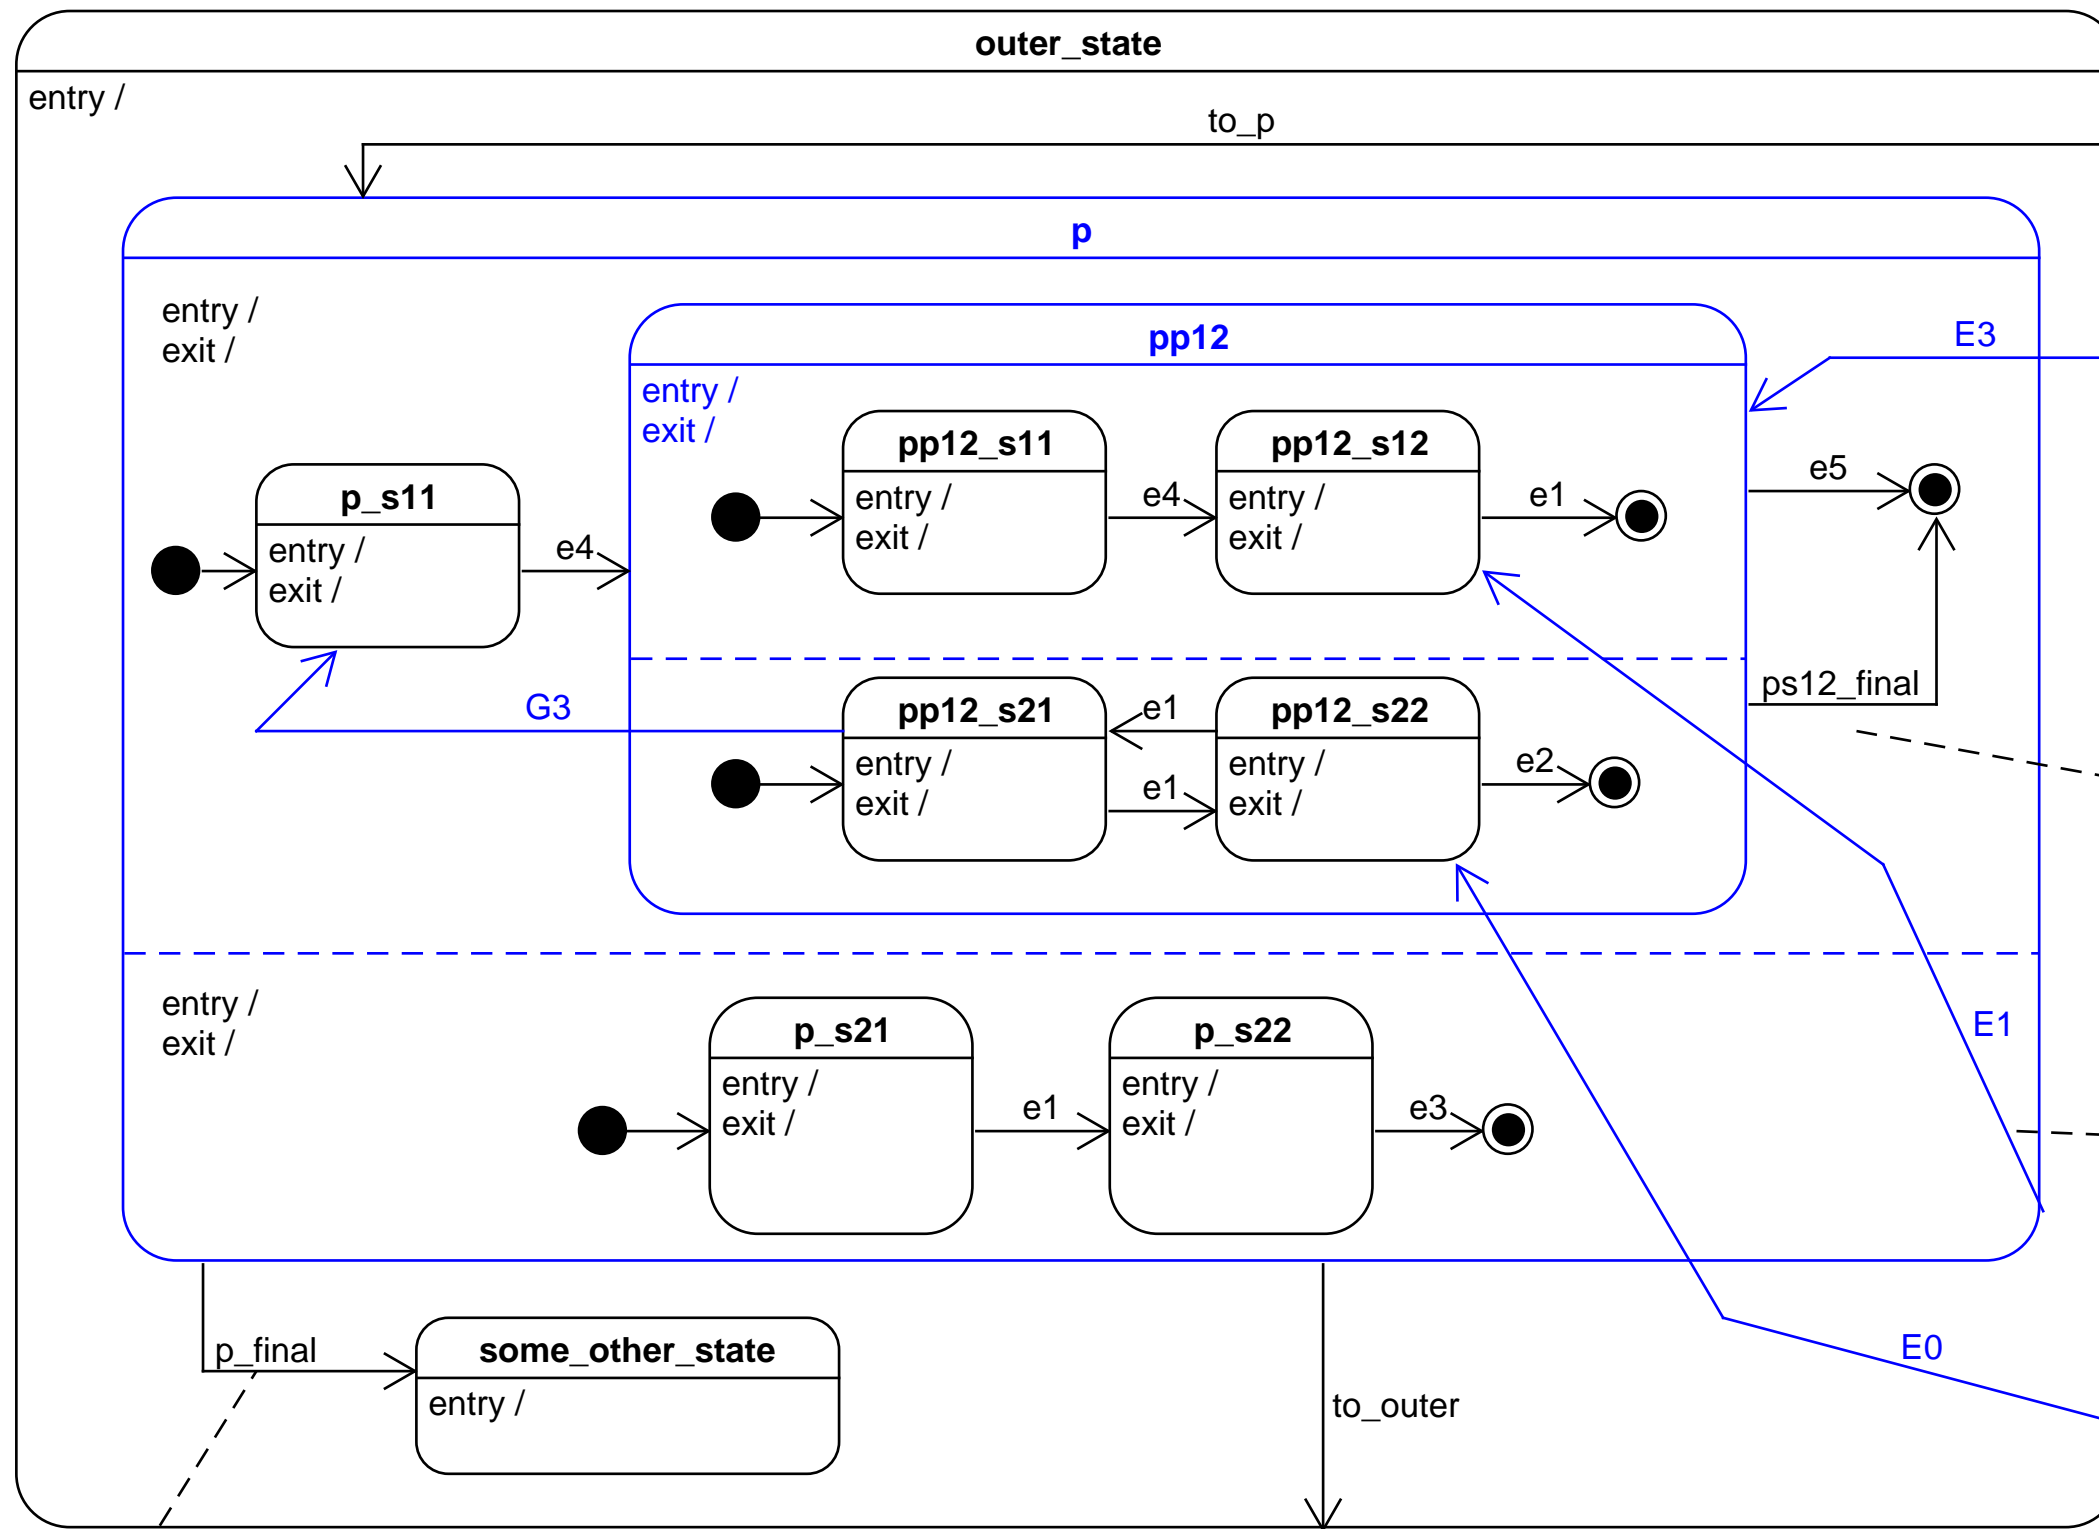 outer_state
entry /
to_p
p
entry /
exit /
pp12
E3
entry /
exit /
pp12_s11
entry /
exit /
e4
pp12_s12
entry /
exit /
e1
e5
p_s11
entry /
exit /
e4
ps12_final
G3
pp12_s21
entry /
exit /
e1
e1
pp12_s22
entry /
exit /
e2
entry /
exit /
p_s21
entry /
exit /
e1
p_s22
entry /
exit /
e3
E1
p_final
some_other_state
entry /
to_outer
E0